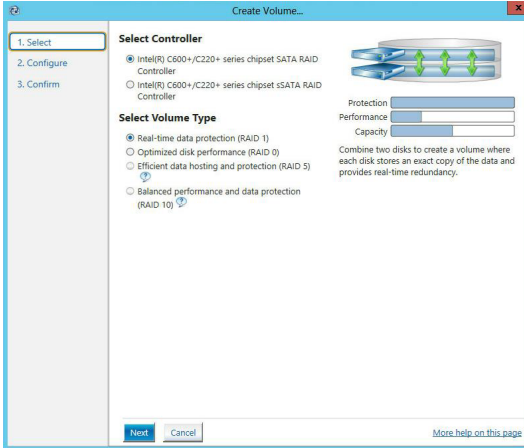 Create Volume...
x
1. Select
2. Configure
3. Confirm
Select Controller
Intel(R) C600+/C220+ series chipset SATA RAID
Controller
Intel(R) C600+/C220+ series chipset sSATA RAID
Controller
Select Volume Type
Real-time data protection (RAID 1)
Optimized disk performance (RAID 0)
Efficient data hosting and protection (RAID 5)
?
Balanced performance and data protection
(RAID 10) ?
Protection
Performance
Capacity
Combine two disks to create a volume where
each disk stores an exact copy of the data and
provides real-time redundancy.
Next
Cancel
More help on this page